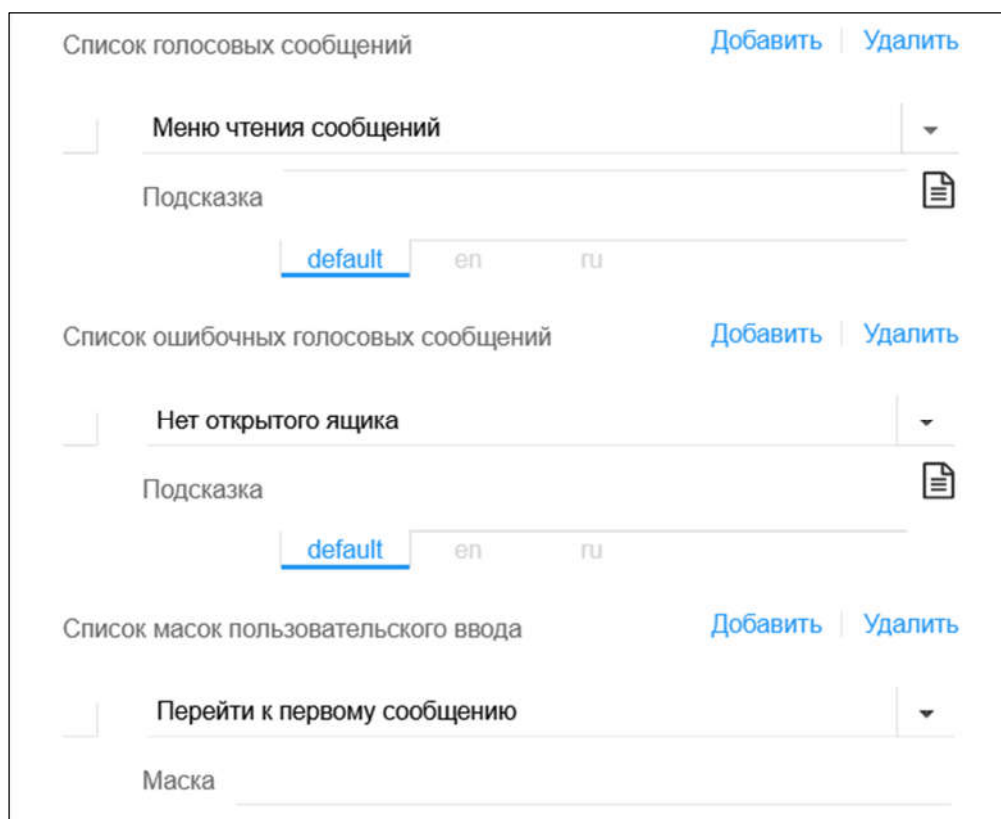 Список голосовых сообщений Добавить Удалить
Меню чтения сообщений
Подсказка
default en ru
Список ошибочных голосовых сообщений Добавить Удалить
Нет открытого ящика
Подсказка
default en ru
Список масок пользовательского ввода Добавить Удалить
Перейти к первому сообщению
Маска